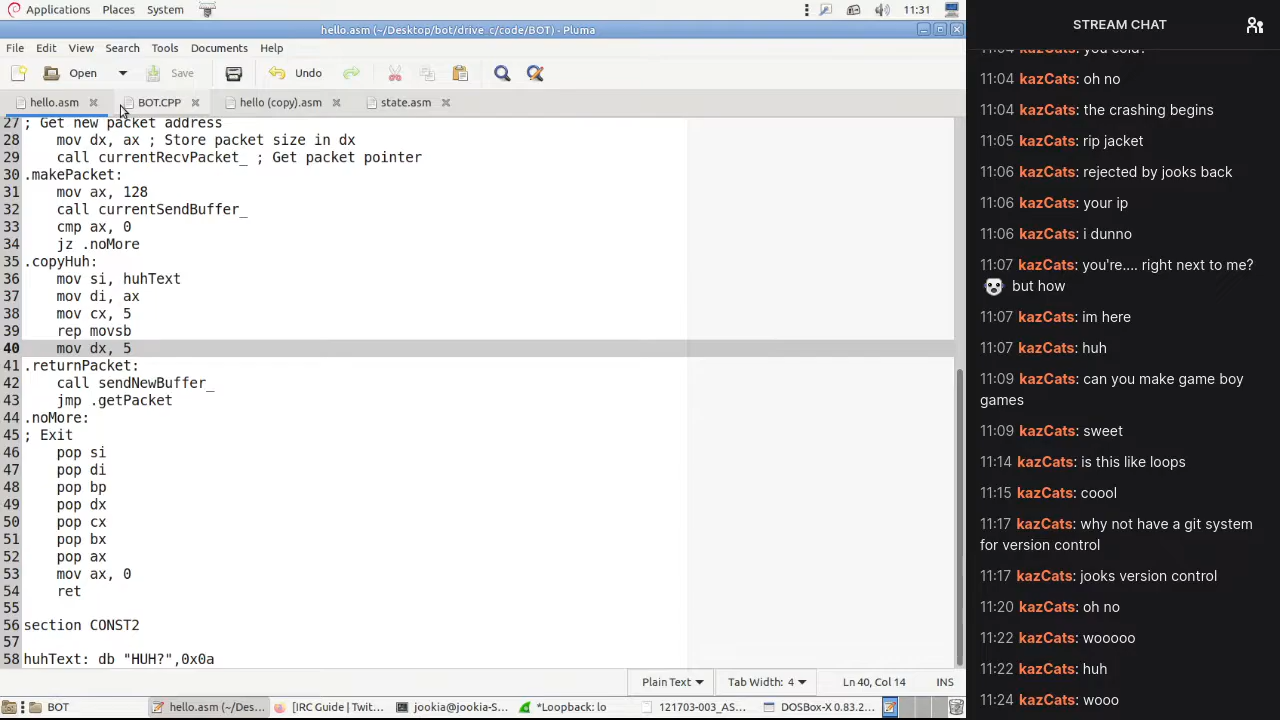 Applications Places System 11:31
hello.asm (~/Desktop/bot/drive_c/code/BOT) - Pluma
File Edit View Search Tools Documents Help
Open Save Undo
hello.asm BOT.CPP hello (copy).asm state.asm
27 ; Get new packet address
28 mov dx, ax ; Store packet size in dx
29 call currentRecvPacket_ ; Get packet pointer
30 .makePacket:
31 mov ax, 128
32 call currentSendBuffer_
33 cmp ax, 0
34 jz .noMore
35 .copyHuh:
36 mov si, huhText
37 mov di, ax
38 mov cx, 5
39 rep movsb
40 mov dx, 5
41 .returnPacket:
42 call sendNewBuffer_
43 jmp .getPacket
44 .noMore:
45 ; Exit
46 pop si
47 pop di
48 pop bp
49 pop dx
50 pop cx
51 pop bx
52 pop ax
53 mov ax, 0
54 ret
55
56 section CONST2
57
58 huhText: db "HUH?",0x0a
Plain Text Tab Width: 4 Ln 40, Col 14 INS
BOT hello.asm (~/Des... [IRC Guide | Twitc... jookia@jookia-S... *Loopback: lo 121703-003_AS... DOSBox-X 0.83.2...
STREAM CHAT
11:04 kazCats: you cold?
11:04 kazCats: oh no
11:04 kazCats: the crashing begins
11:05 kazCats: rip jacket
11:06 kazCats: rejected by jooks back
11:06 kazCats: your ip
11:06 kazCats: i dunno
11:07 kazCats: you're.... right next to me?
but how
11:07 kazCats: im here
11:07 kazCats: huh
11:09 kazCats: can you make game boy
games
11:09 kazCats: sweet
11:14 kazCats: is this like loops
11:15 kazCats: coool
11:17 kazCats: why not have a git system
for version control
11:17 kazCats: jooks version control
11:20 kazCats: oh no
11:22 kazCats: wooooo
11:22 kazCats: huh
11:24 kazCats: wooo